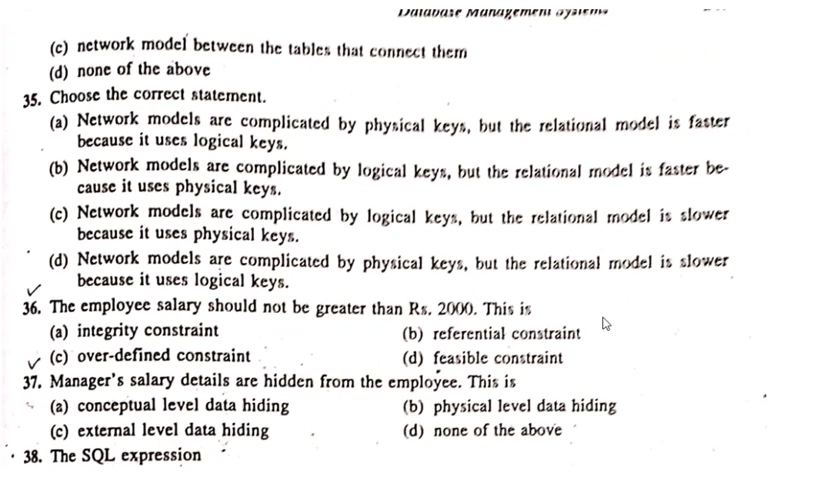 Database Management Systems
(c) network model between the tables that connect them
(d) none of the above
35. Choose the correct statement.
(a) Network models are complicated by physical keys, but the relational model is faster
because it uses logical keys.
(b) Network models are complicated by logical keys, but the relational model is faster be-
cause it uses physical keys.
(c) Network models are complicated by logical keys, but the relational model is slower
because it uses physical keys.
(d) Network models are complicated by physical keys, but the relational model is slower
because it uses logical keys.
36. The employee salary should not be greater than Rs. 2000. This is
(a) integrity constraint (b) referential constraint
(c) over-defined constraint (d) feasible constraint
37. Manager's salary details are hidden from the employee. This is
(a) conceptual level data hiding (b) physical level data hiding
(c) external level data hiding (d) none of the above
38. The SQL expression